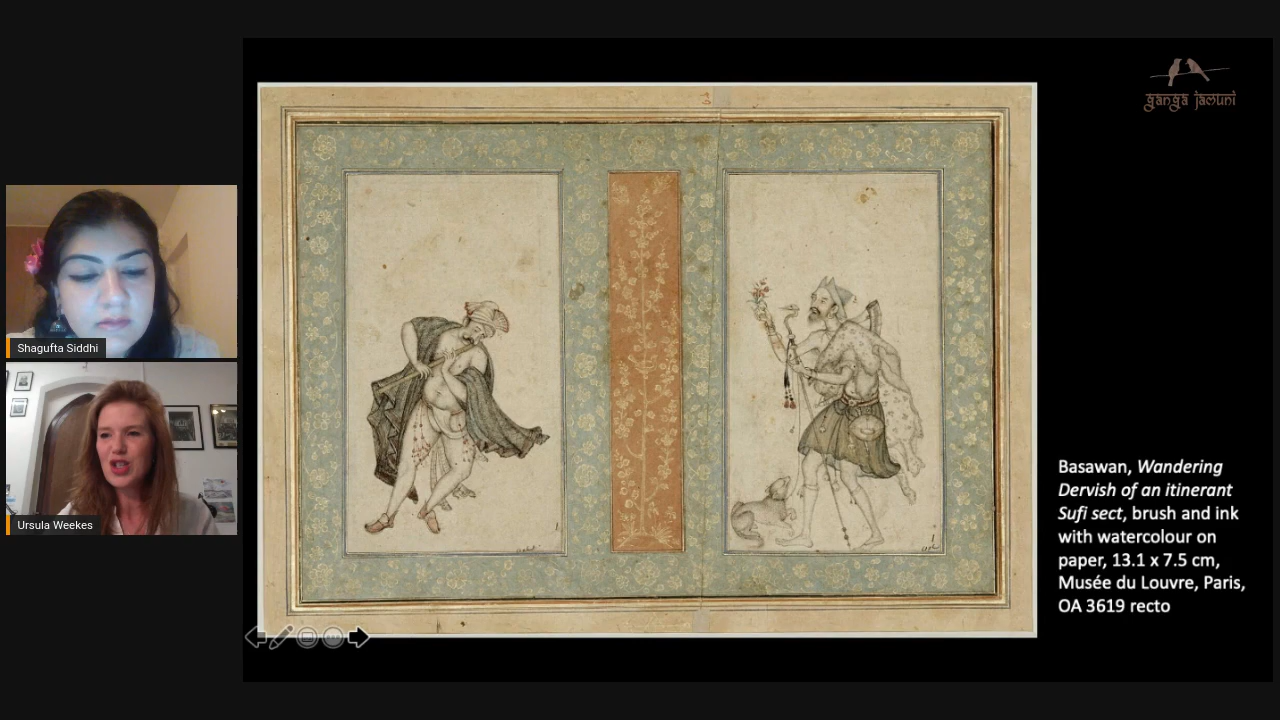 ganga jamuni
Shagufta Siddhi
Ursula Weekes
Basawan, Wandering
Dervish of an itinerant
Sufi sect, brush and ink
with watercolour on
paper, 13.1 x 7.5 cm,
Musée du Louvre, Paris,
OA 3619 recto